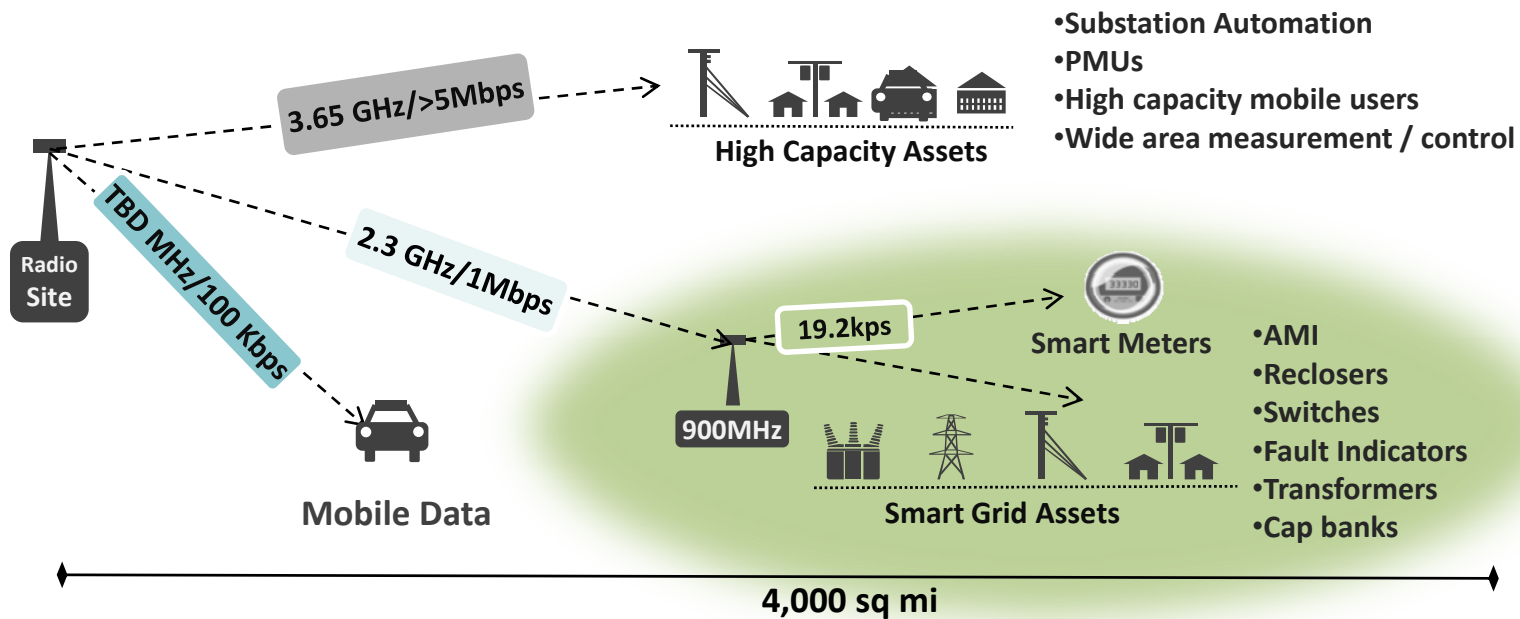 •Substation Automation
•PMUs
•High capacity mobile users
•Wide area measurement / control
3.65 GHz/>5Mbps
High Capacity Assets
Radio
Site
TBD MHz/100 Kbps
2.3 GHz/1Mbps
19.2kps
33330
Smart Meters
900MHz
•AMI
•Reclosers
•Switches
•Fault Indicators
•Transformers
•Cap banks
Mobile Data
Smart Grid Assets
4,000 sq mi